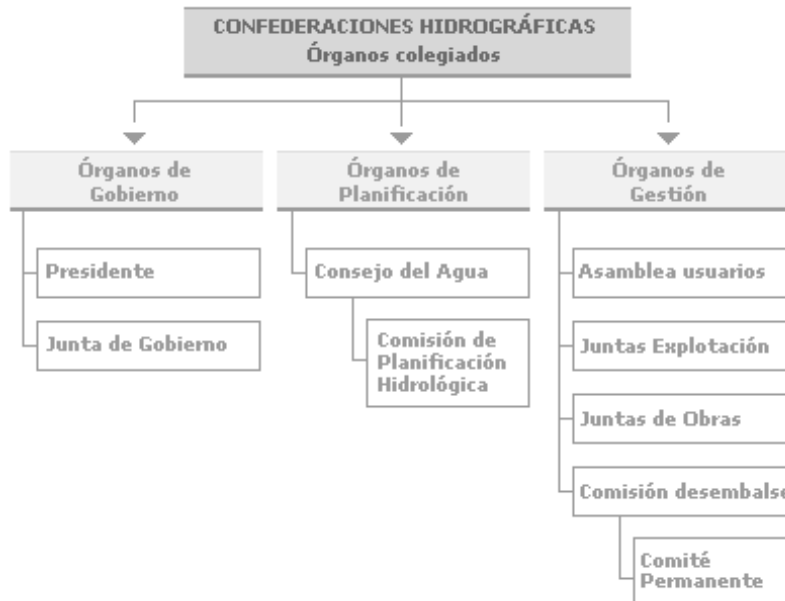 CONFEDERACIONES HIDROGRÁFICAS
Órganos colegiados
Órganos de
Gobierno
Presidente
Junta de Gobierno
Órganos de
Planificación
Consejo del Agua
Comisión de
Planificación
Hidrológica
Órganos de
Gestión
Asamblea usuarios
Juntas Explotación
Juntas de Obras
Comisión desembalse
Comité
Permanente